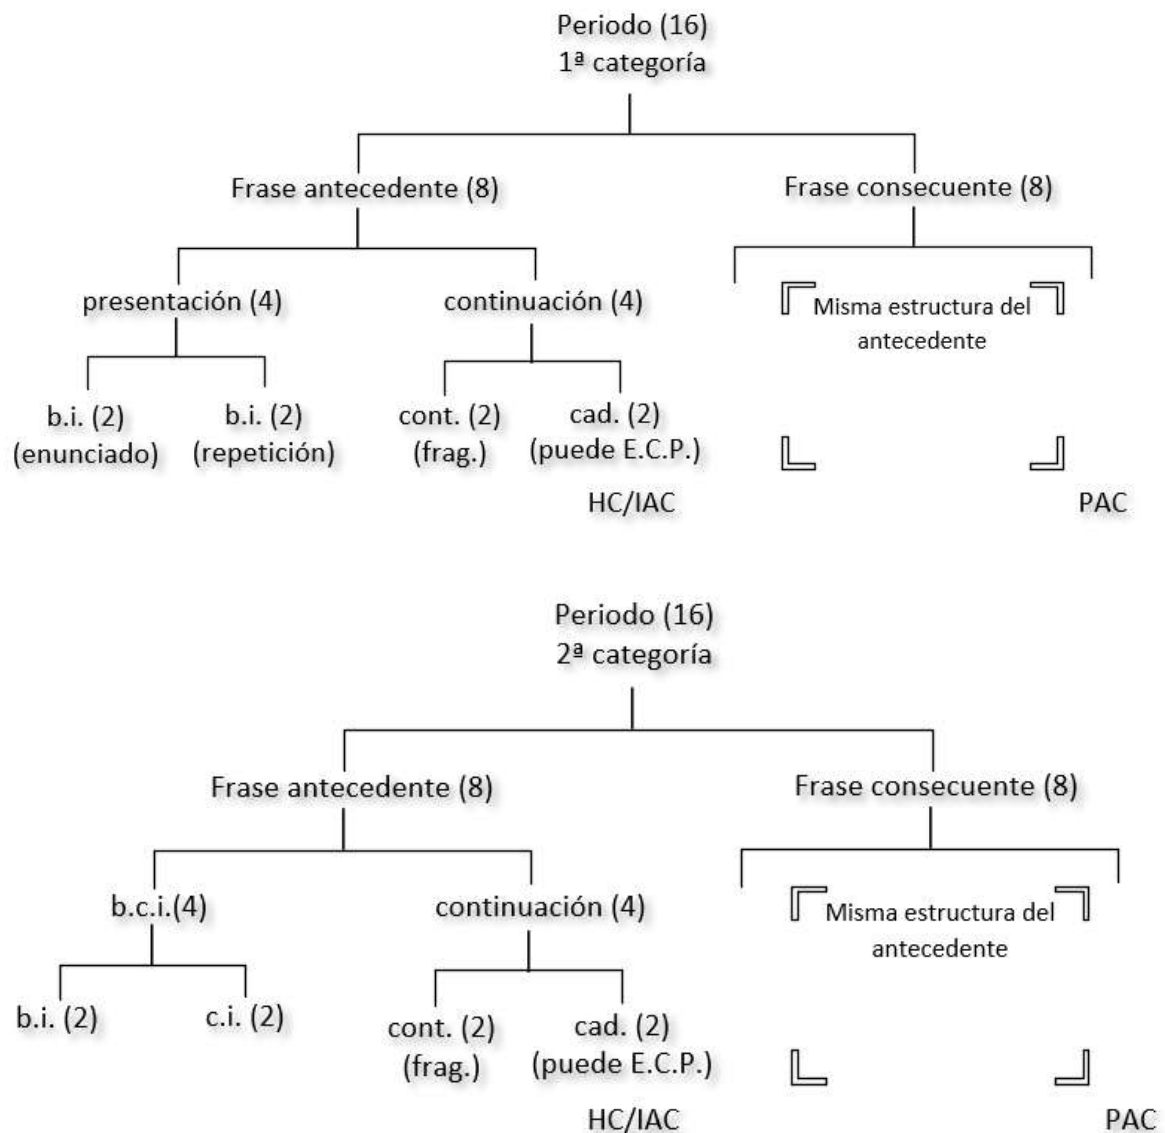 Periodo (16)
1ª categoría
Frase antecedente (8)
Frase consecuente (8)
presentación (4)
continuación (4)
Misma estructura del
antecedente
b.i. (2)
(enunciado)
b.i. (2)
(repetición)
cont. (2)
(frag.)
cad. (2)
(puede E.C.P.)
HC/IAC
PAC
Periodo (16)
2ª categoría
Frase antecedente (8)
Frase consecuente (8)
b.c.i.(4)
continuación (4)
Misma estructura del
antecedente
b.i. (2)
c.i. (2)
cont. (2)
(frag.)
cad. (2)
(puede E.C.P.)
HC/IAC
PAC